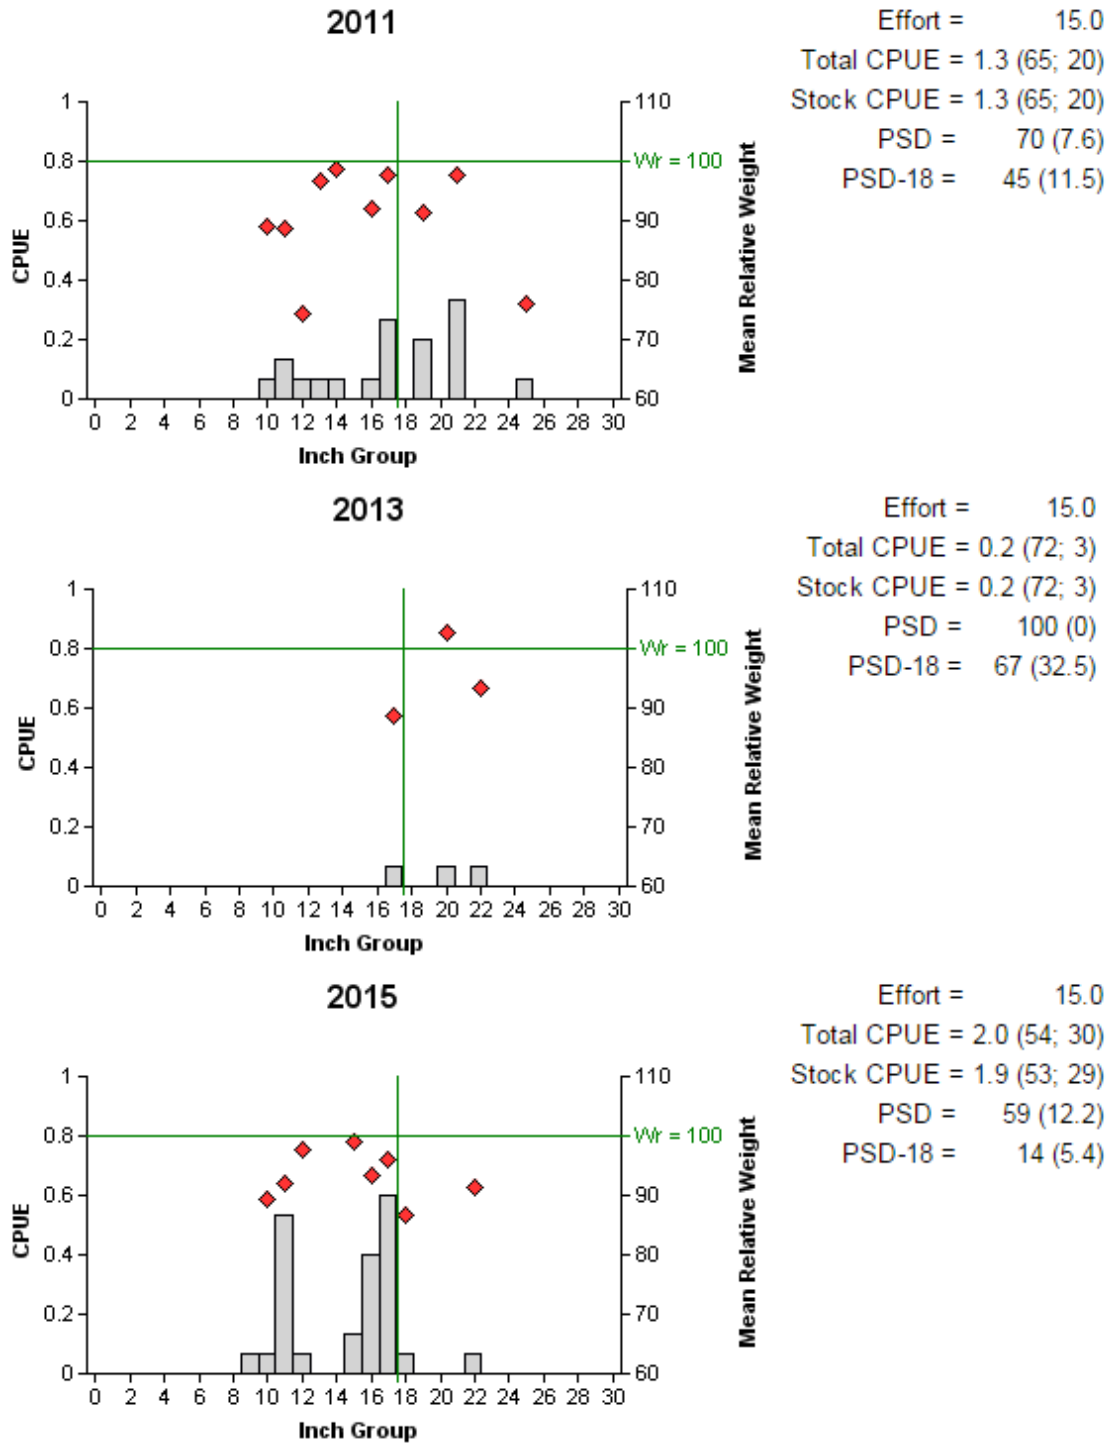 2011
Effort = 15.0
Total CPUE = 1.3 (65; 20)
Stock CPUE = 1.3 (65; 20)
PSD = 70 (7.6)
PSD-18 = 45 (11.5)
1 110
0.8 Wr = 100
0.6 90
0.4 80
0.2 70
0 60
CPUE
Mean Relative Weight
0 2 4 6 8 10 12 14 16 18 20 22 24 26 28 30
Inch Group
2013
Effort = 15.0
Total CPUE = 0.2 (72; 3)
Stock CPUE = 0.2 (72; 3)
PSD = 100 (0)
PSD-18 = 67 (32.5)
1 110
0.8 Wr = 100
0.6 90
0.4 80
0.2 70
0 60
CPUE
Mean Relative Weight
0 2 4 6 8 10 12 14 16 18 20 22 24 26 28 30
Inch Group
2015
Effort = 15.0
Total CPUE = 2.0 (54; 30)
Stock CPUE = 1.9 (53; 29)
PSD = 59 (12.2)
PSD-18 = 14 (5.4)
1 110
0.8 Wr = 100
0.6 90
0.4 80
0.2 70
0 60
CPUE
Mean Relative Weight
0 2 4 6 8 10 12 14 16 18 20 22 24 26 28 30
Inch Group